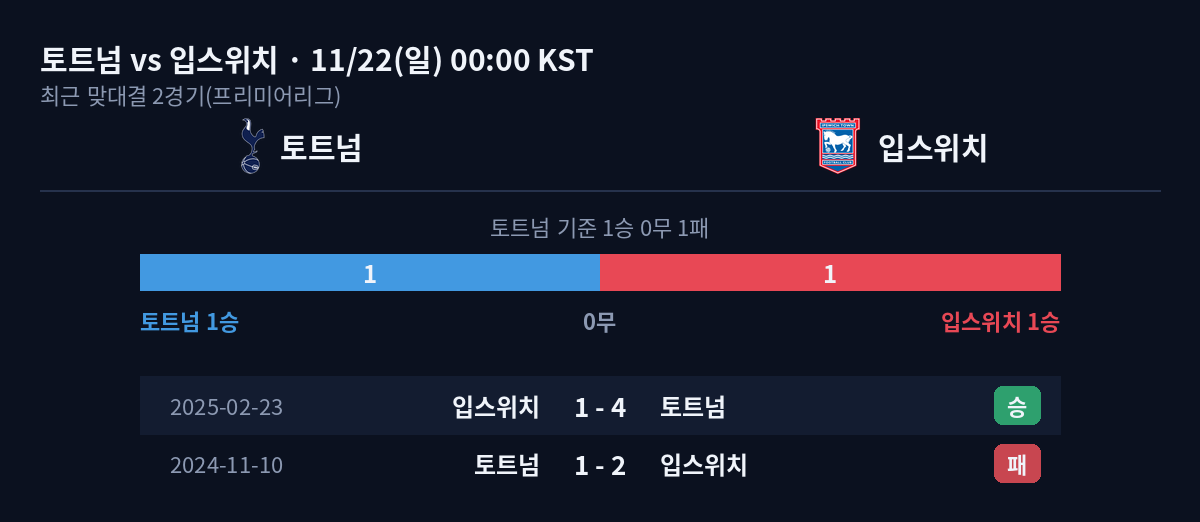 토트넘 vs 입스위치 · 11/22(일) 00:00 KST
최근 맞대결 2경기(프리미어리그)
토트넘 입스위치
토트넘 기준 1승 0무 1패
1 1
토트넘 1승 0무 입스위치 1승
2025-02-23 입스위치 1 - 4 토트넘 승
2024-11-10 토트넘 1 - 2 입스위치 패